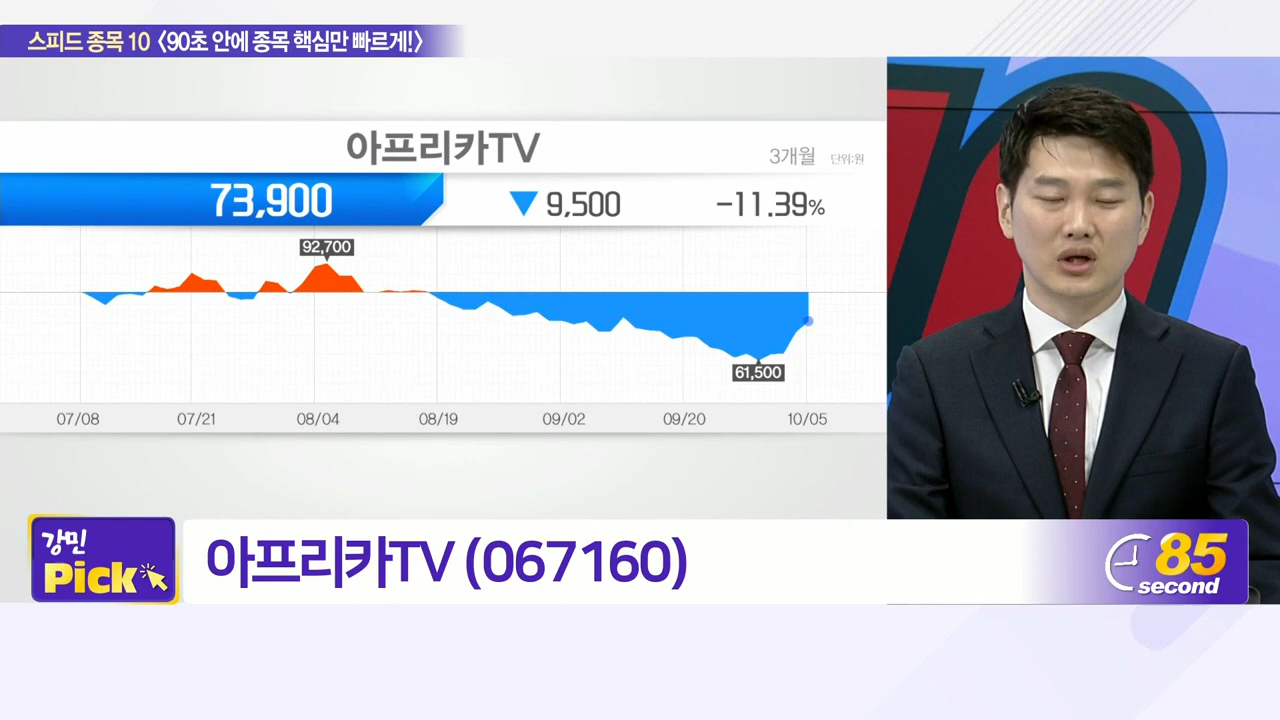 스피드 종목 10 〈90초 안에 종목 핵심만 빠르게!〉
아프리카TV
3개월 단위:원
73,900 ▼ 9,500 -11.39%
92,700
61,500
07/08 07/21 08/04 08/19 09/02 09/20 10/05
강민
Pick
아프리카TV (067160)
85
second